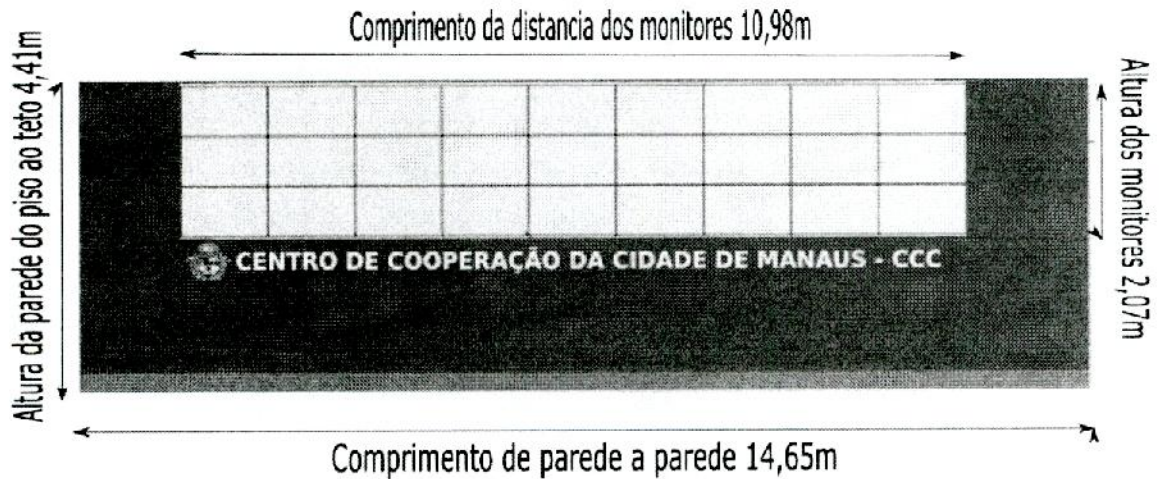 Comprimento da distancia dos monitores 10,98m
Altura da parede do piso ao teto 4,41m
Altura dos monitores 2,07m
CENTRO DE COOPERAÇÃO DA CIDADE DE MANAUS - CCC
Comprimento de parede a parede 14,65m